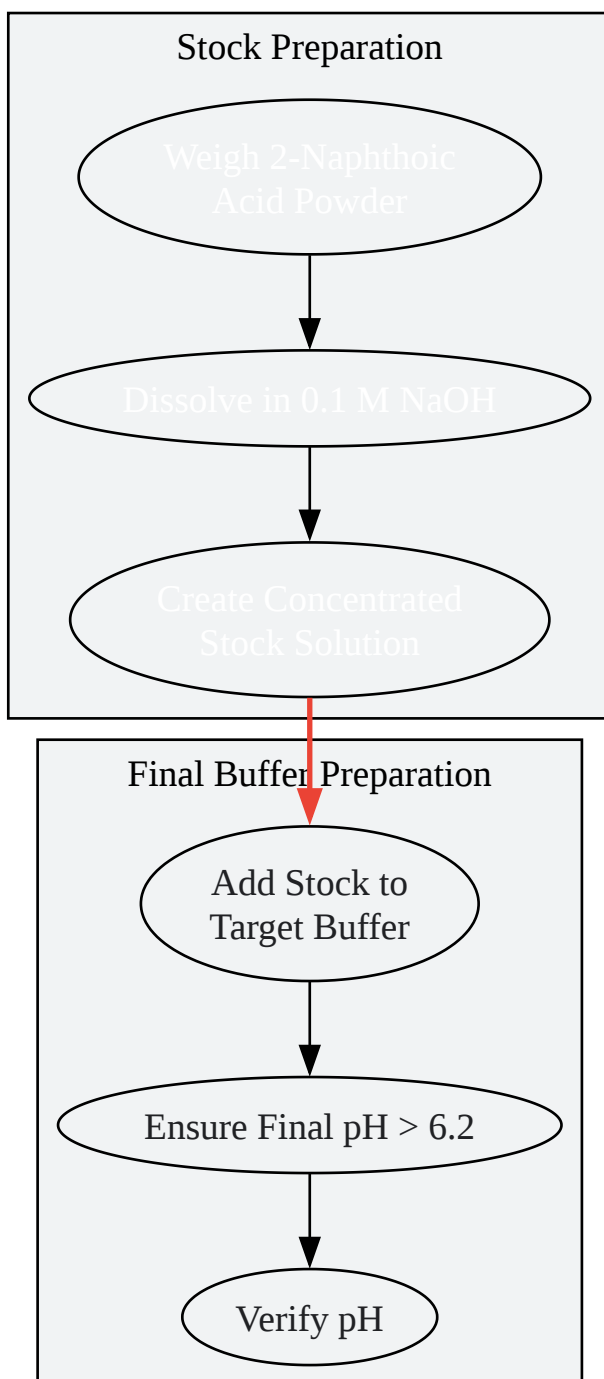 Stock Preparation
Weigh 2-Naphthoic
Acid Powder
Dissolve in 0.1 M NaOH
Create Concentrated
Stock Solution
Final Buffer Preparation
Add Stock to
Target Buffer
Ensure Final pH > 6.2
Verify pH